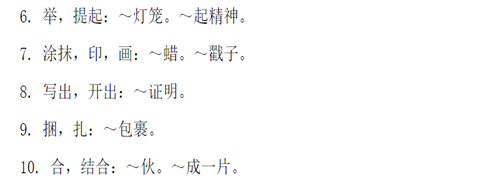 6. 举，提起：～灯笼。～起精神。
7. 涂抹，印，画：～蜡。～戳子。
8. 写出，开出：～证明。
9. 捆，扎：～包裹。
10. 合，结合：～伙。～成一片。